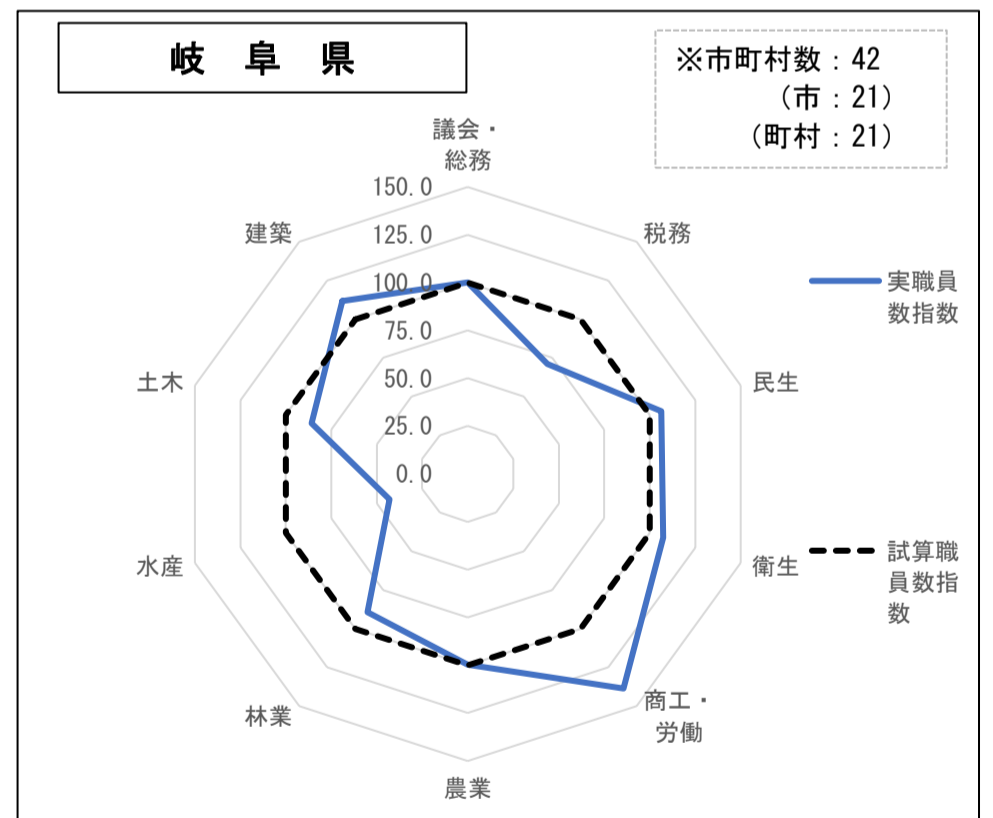 岐 阜 県
※市町村数：42
（市：21）
（町村：21）
議会・
総務
税務
民生
衛生
商工・
労働
農業
林業
水産
土木
建築
150.0
125.0
100.0
75.0
50.0
25.0
0.0
実職員
数指数
試算職
員数指
数